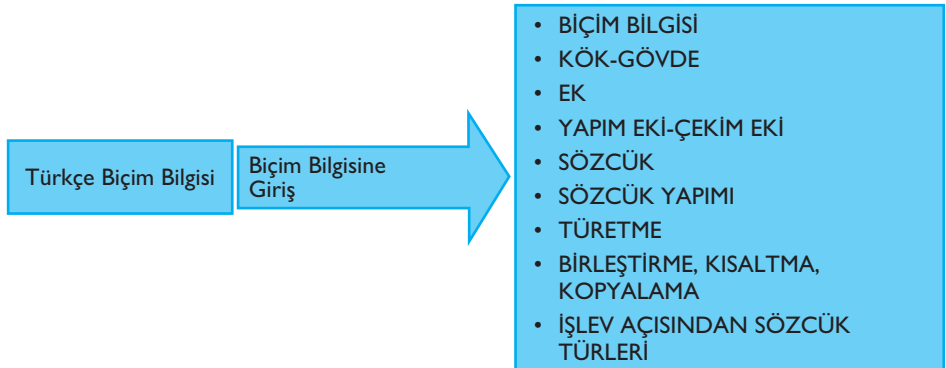 Türkçe Biçim Bilgisi
Biçim Bilgisine
Giriş
• BİÇİM BİLGİSİ
• KÖK-GÖVDE
• EK
• YAPIM EKİ-ÇEKİM EKİ
• SÖZCÜK
• SÖZCÜK YAPIMI
• TÜRETME
• BİRLEŞTİRME, KISALTMA,
KOPYALAMA
• İŞLEV AÇISINDAN SÖZCÜK
TÜRLERİ